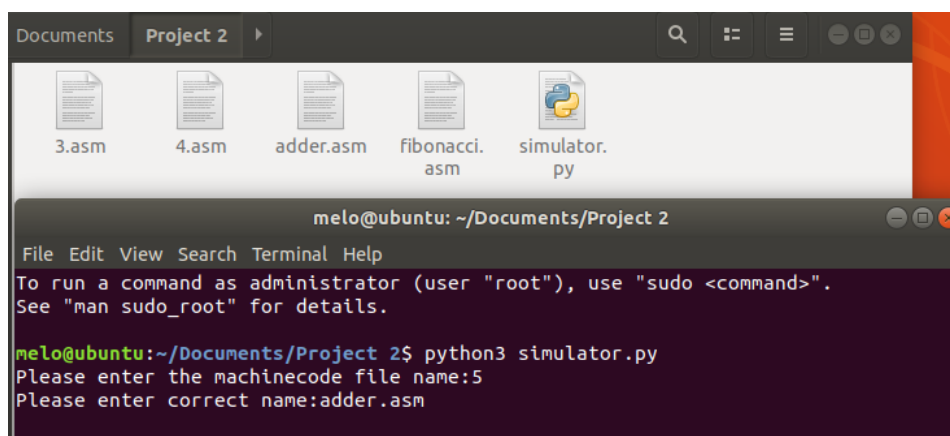 Documents Project 2
3.asm 4.asm adder.asm fibonacci. simulator.
asm py
melo@ubuntu: ~/Documents/Project 2
File Edit View Search Terminal Help
To run a command as administrator (user "root"), use "sudo <command>".
See "man sudo_root" for details.
melo@ubuntu:~/Documents/Project 2$ python3 simulator.py
Please enter the machinecode file name:5
Please enter correct name:adder.asm